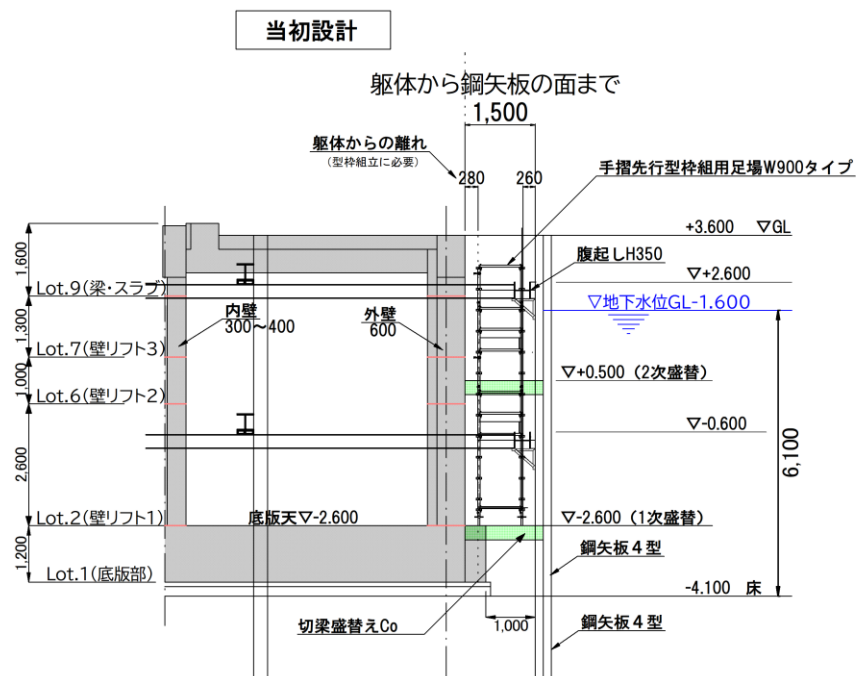 当初設計
躯体から鋼矢板の面まで
1,500
躯体からの離れ
（型枠組立に必要）
280
260
手摺先行型枠組用足場W900タイプ
+3.600 ▽GL
腹起しH350
▽+2.600
▽地下水位GL-1.600
1,600
Lot.9(梁・スラブ)
内壁
300～400
外壁
600
1,300
Lot.7(壁リフト3)
▽+0.500（2次盛替）
1,000
Lot.6(壁リフト2)
▽-0.600
6,100
2,600
Lot.2(壁リフト1)
底版天▽-2.600
▽-2.600（1次盛替）
1,200
鋼矢板４型
Lot.1(底版部)
-4.100 床
切梁盛替えCo
1,000
鋼矢板４型